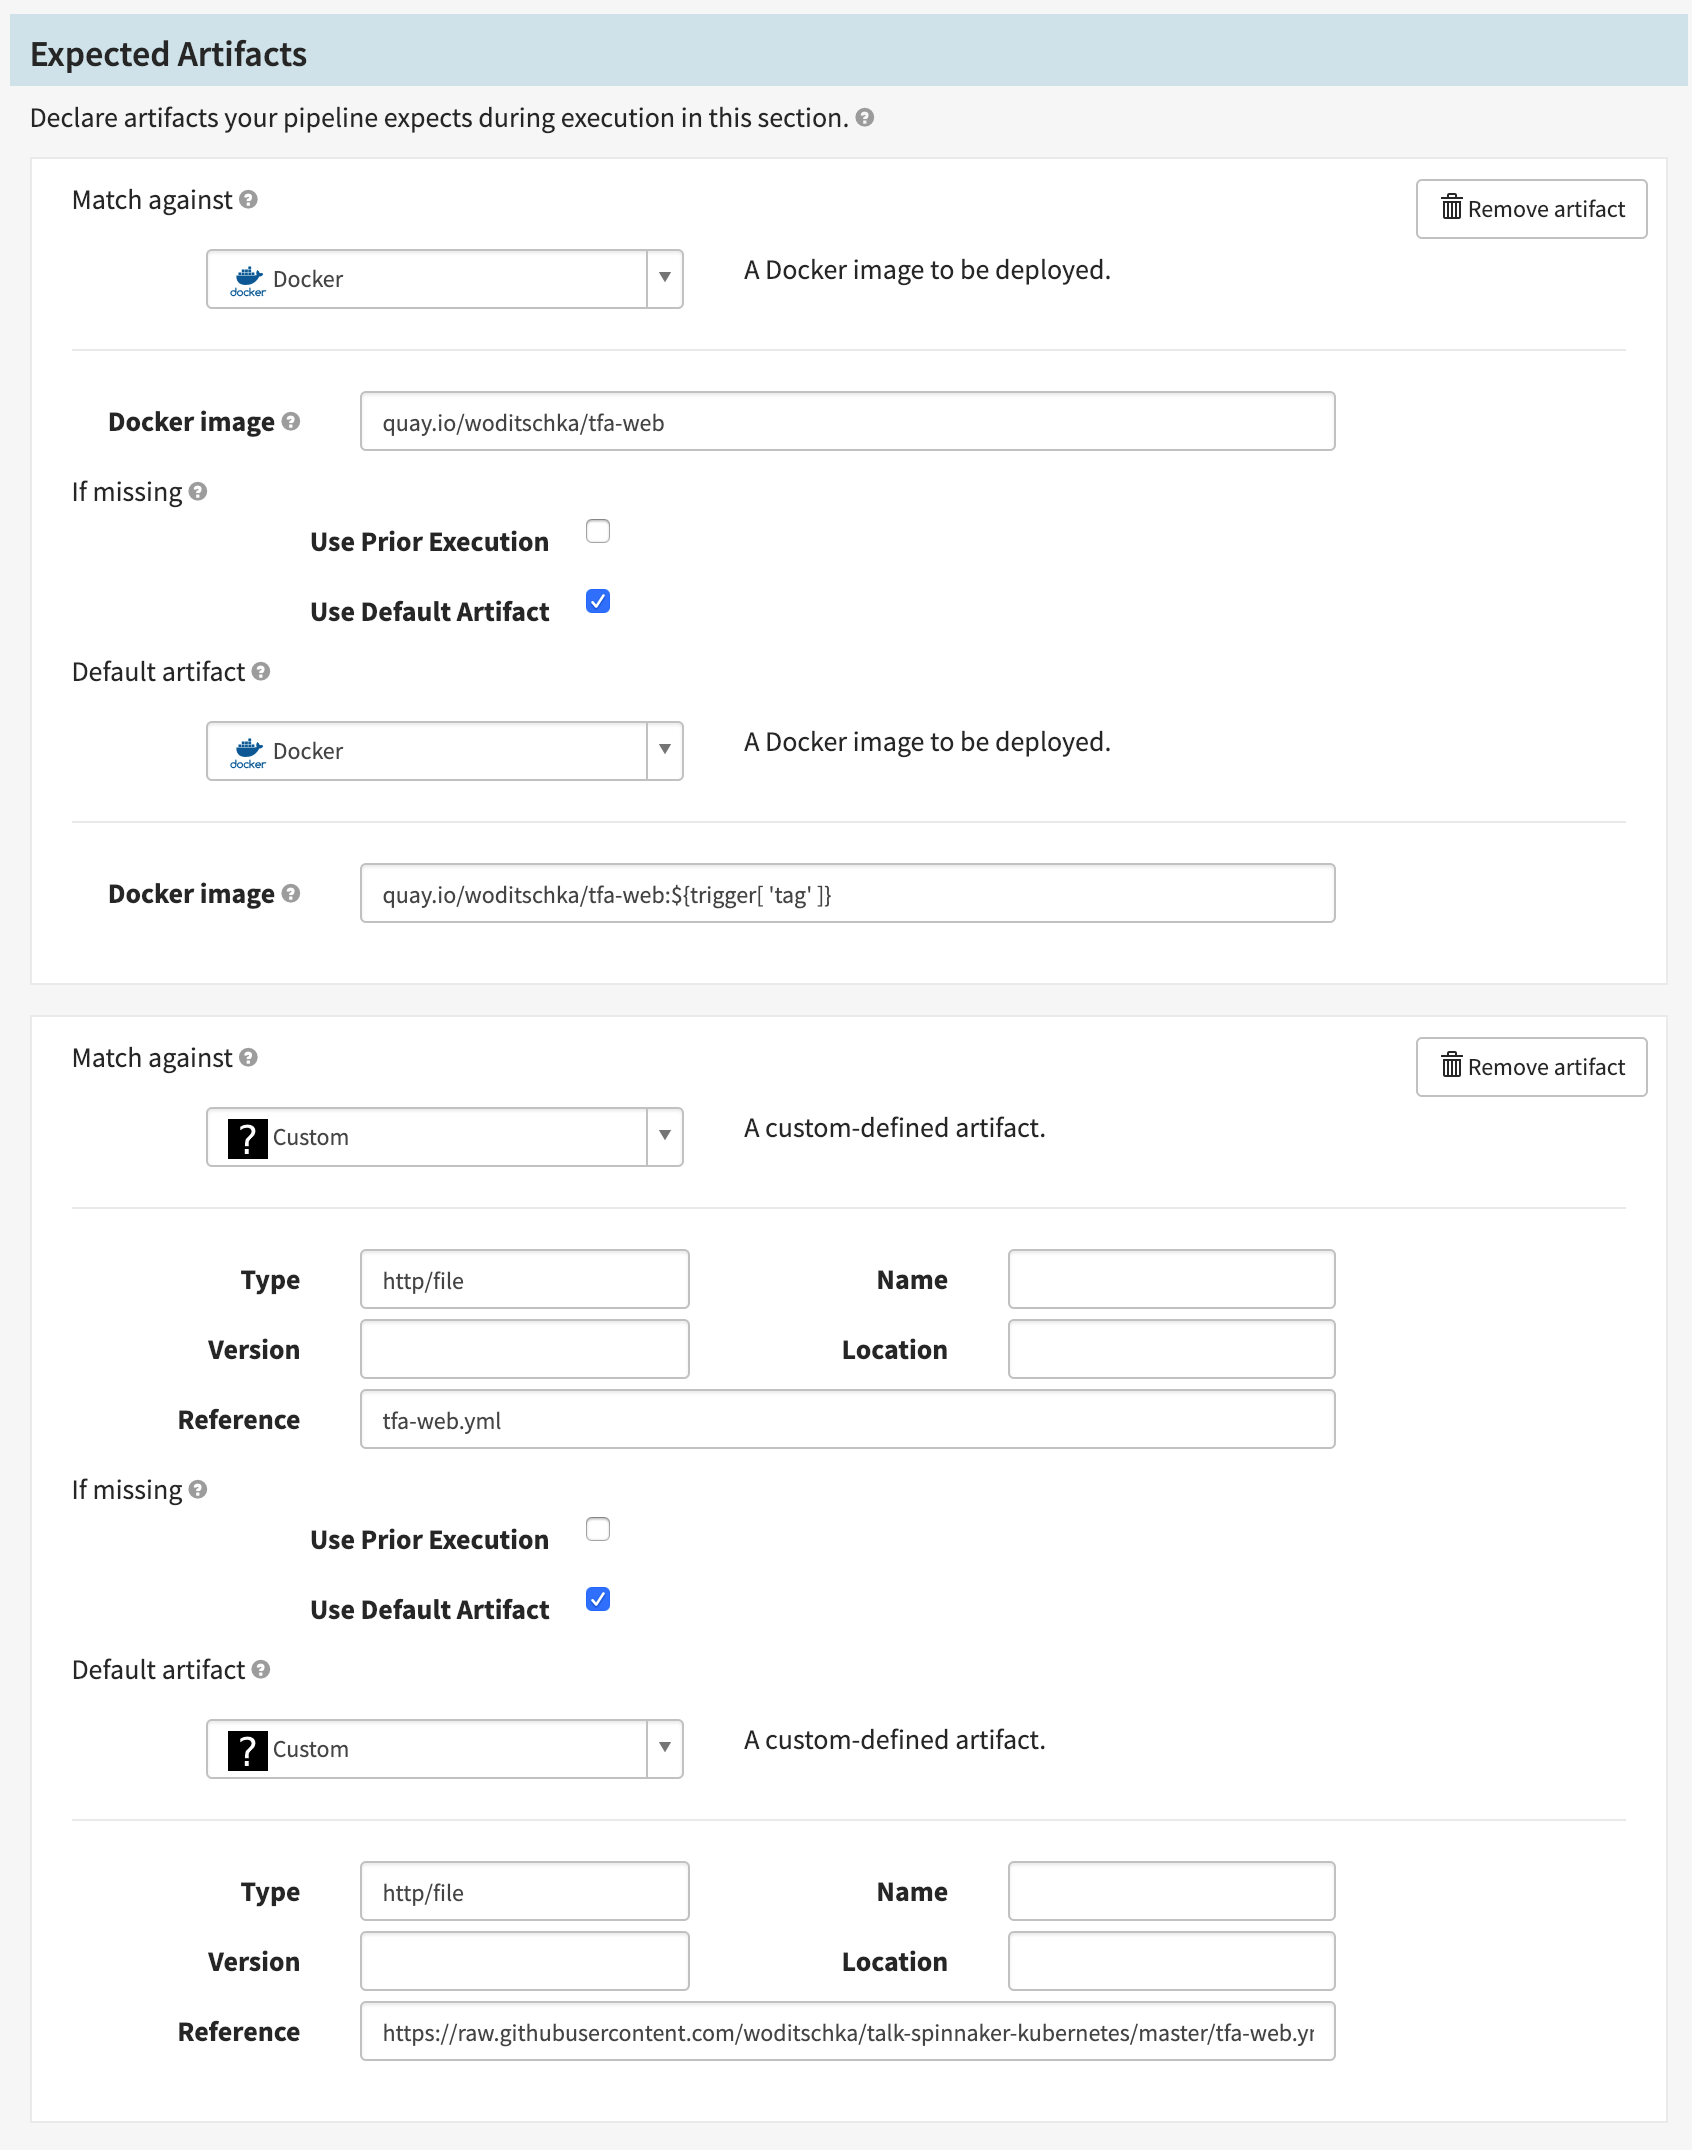 Expected Artifacts
Declare artifacts your pipeline expects during execution in this section. ?
Match against ?
Remove artifact
docker Docker
A Docker image to be deployed.
Docker image ? quay.io/woditschka/tfa-web
If missing ?
Use Prior Execution
Use Default Artifact
Default artifact ?
docker Docker
A Docker image to be deployed.
Docker image ? quay.io/woditschka/tfa-web:${trigger[ 'tag' ]}
Match against ?
Remove artifact
? Custom
A custom-defined artifact.
Type http/file Name
Version Location
Reference tfa-web.yml
If missing ?
Use Prior Execution
Use Default Artifact
Default artifact ?
? Custom
A custom-defined artifact.
Type http/file Name
Version Location
Reference https://raw.githubusercontent.com/woditschka/talk-spinnaker-kubernetes/master/tfa-web.y